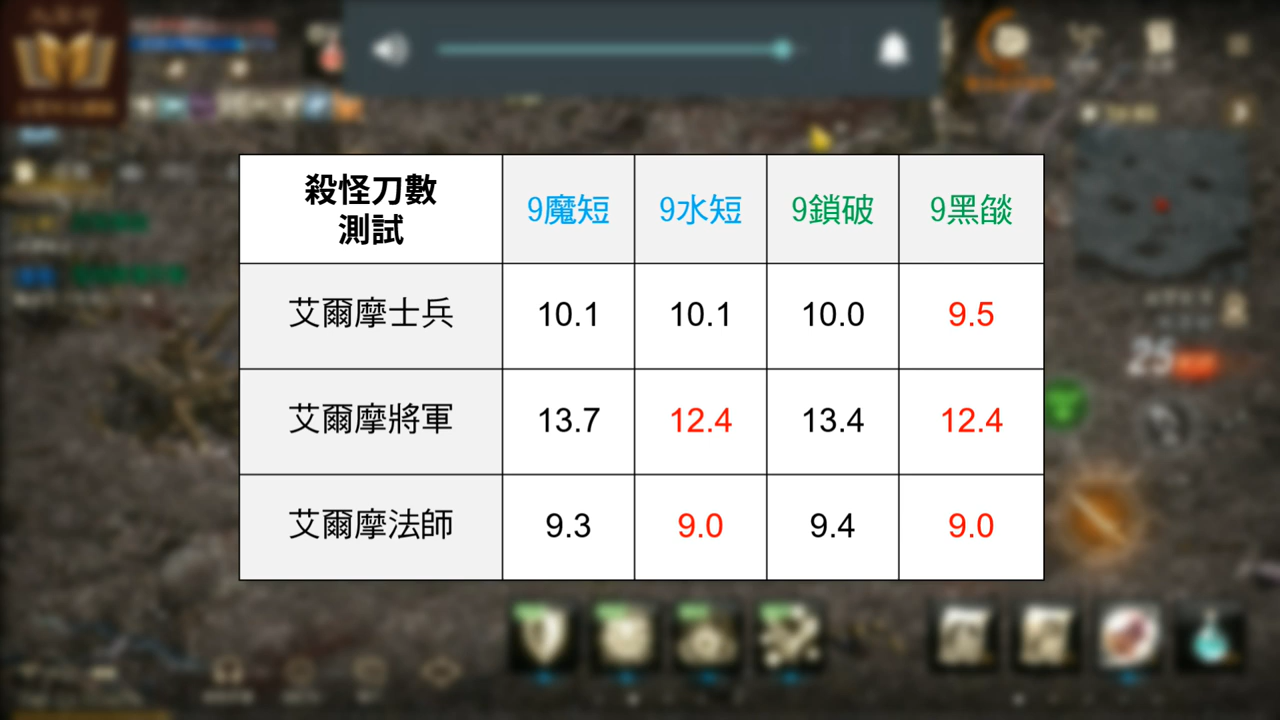 殺怪刀數
測試
9魔短 9水短 9鎖破 9黑燄
艾爾摩士兵 10.1 10.1 10.0 9.5
艾爾摩將軍 13.7 12.4 13.4 12.4
艾爾摩法師 9.3 9.0 9.4 9.0
25